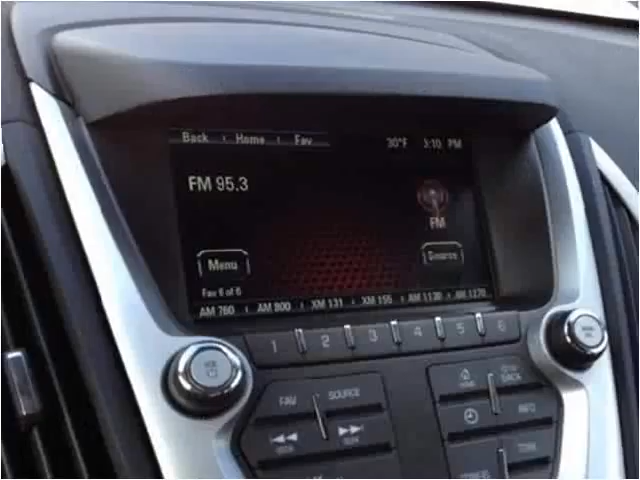 Back Home Fav 30°F 3:10 PM
FM 95.3
FM
Menu Source
Fav 6 of 6
AM 760 AM 800 XM 131 XM 155 AM 1130 AM 1270
1 2 3 4 5 6
FAV SOURCE
HOME BACK
INFO
SEEK
TONE